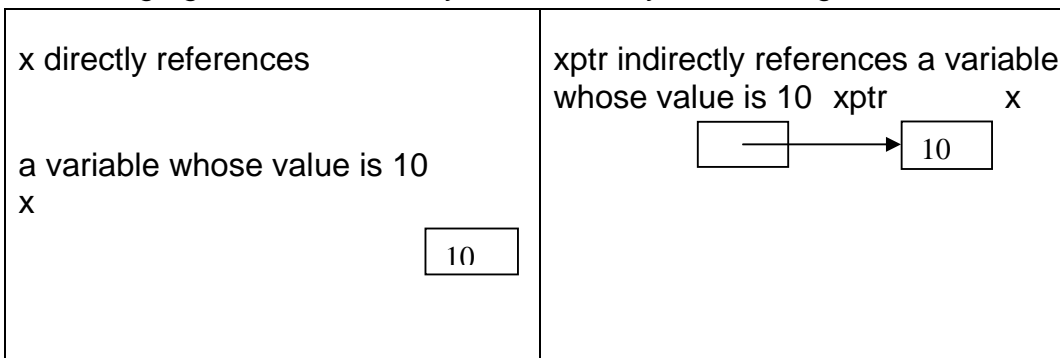 x directly references
a variable whose value is 10
x
10
xptr indirectly references a variable
whose value is 10 xptr x
10